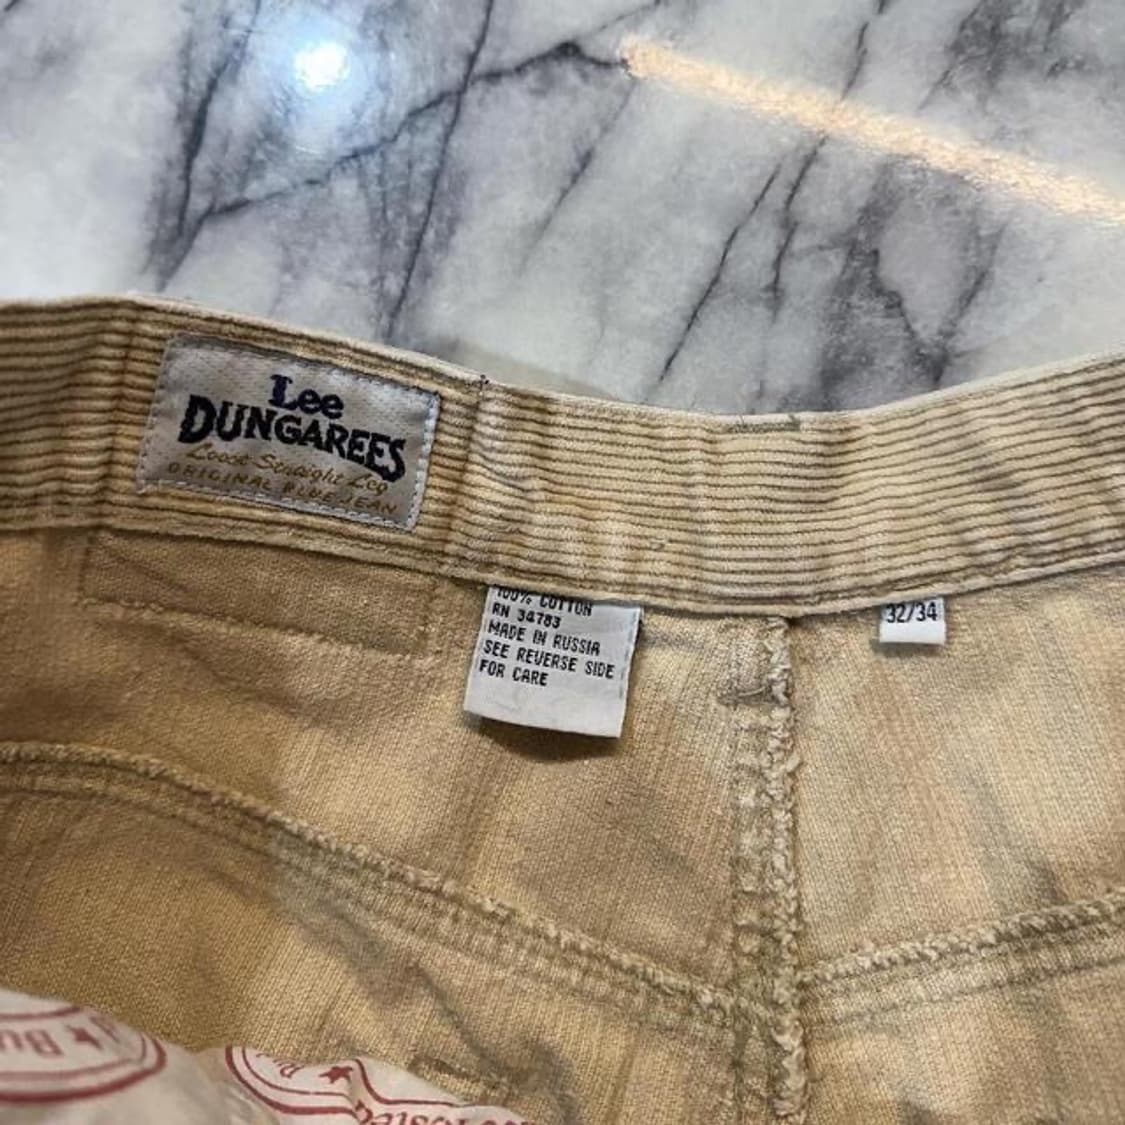 Lee
DUNGAREES
Loose Straight Leg
ORIGINAL BLUE JEAN
100% COTTON
RN 34783
MADE IN RUSSIA
SEE REVERSE SIDE
FOR CARE
32/34